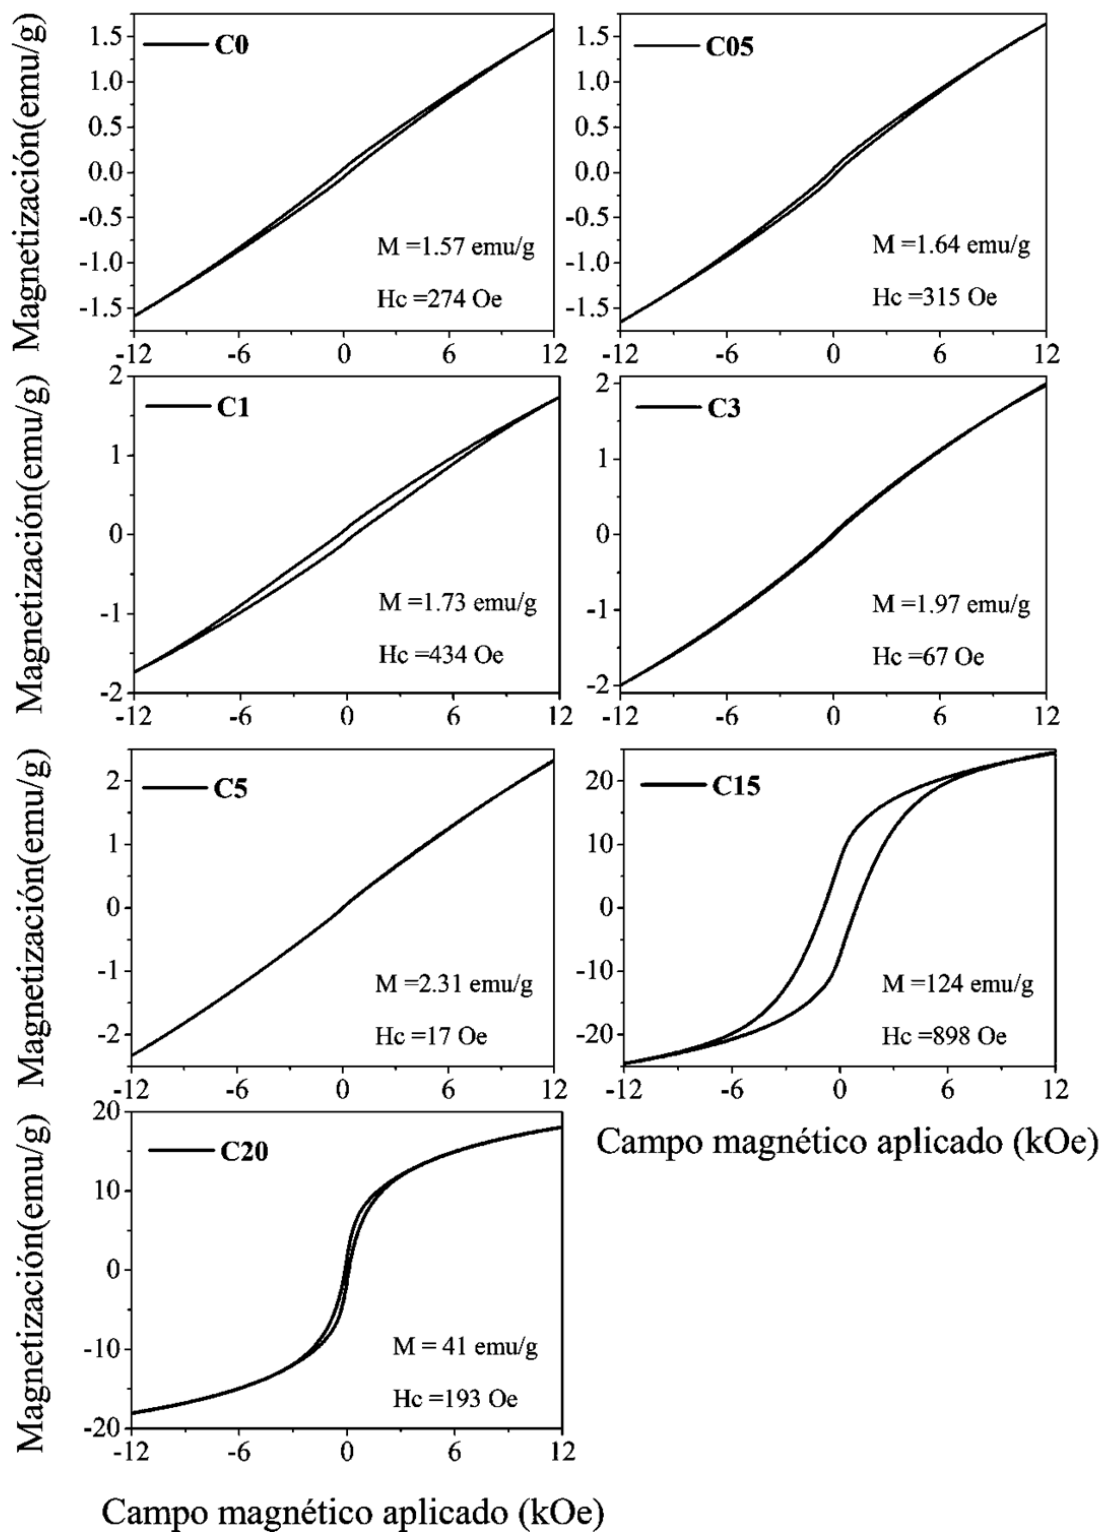 Magnetización(emu/g)
1.5
1.0
0.5
0.0
-0.5
-1.0
-1.5
C0
M =1.57 emu/g
Hc =274 Oe
-12 -6 0 6 12
1.5
1.0
0.5
0.0
-0.5
-1.0
-1.5
C05
M =1.64 emu/g
Hc =315 Oe
-12 -6 0 6 12
Magnetización(emu/g)
2
1
0
-1
-2
C1
M =1.73 emu/g
Hc =434 Oe
-12 -6 0 6 12
2
1
0
-1
-2
C3
M =1.97 emu/g
Hc =67 Oe
-12 -6 0 6 12
Magnetización(emu/g)
2
1
0
-1
-2
C5
M =2.31 emu/g
Hc =17 Oe
-12 -6 0 6 12
20
10
0
-10
-20
C15
M =124 emu/g
Hc =898 Oe
-12 -6 0 6 12
Campo magnético aplicado (kOe)
Magnetización(emu/g)
20
10
0
-10
-20
C20
M = 41 emu/g
Hc =193 Oe
-12 -6 0 6 12
Campo magnético aplicado (kOe)